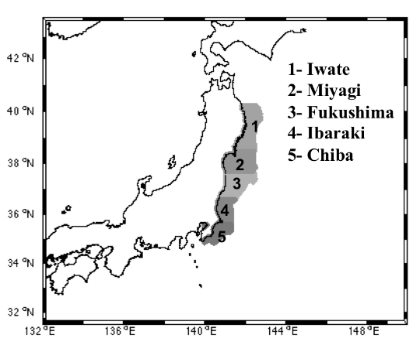 42 °N
40 °N
38 °N
36 °N
34 °N
32 °N
132 °E
136 °E
140 °E
144 °E
148 °E
1- Iwate
2- Miyagi
3- Fukushima
4- Ibaraki
5- Chiba
1
2
3
4
5